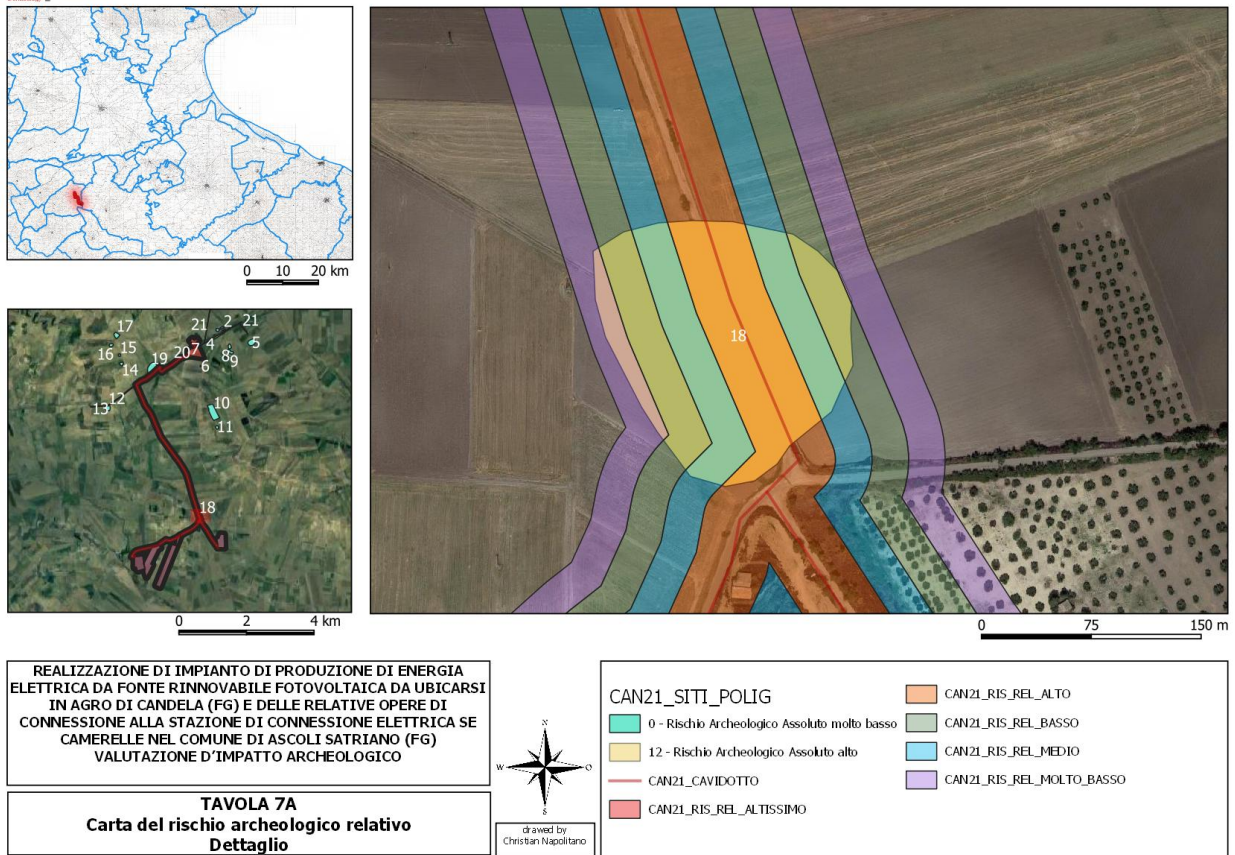 0 10 20 km
17
21
2
21
16
15
20
7
4
8
5
9
14
19
6
12
13
10
11
18
0 2 4 km
18
0 75 150 m
REALIZZAZIONE DI IMPIANTO DI PRODUZIONE DI ENERGIA
ELETTRICA DA FONTE RINNOVABILE FOTOVOLTAICA DA UBICARSI
IN AGRO DI CANDELA (FG) E DELLE RELATIVE OPERE DI
CONNESSIONE ALLA STAZIONE DI CONNESSIONE ELETTRICA SE
CAMERELLE NEL COMUNE DI ASCOLI SATRIANO (FG)
VALUTAZIONE D'IMPATTO ARCHEOLOGICO
TAVOLA 7A
Carta del rischio archeologico relativo
Dettaglio
N
W O
S
drawed by
Christian Napolitano
CAN21_SITI_POLIG
0 - Rischio Archeologico Assoluto molto basso
12 - Rischio Archeologico Assoluto alto
CAN21_CAVIDOTTO
CAN21_RIS_REL_ALTISSIMO
CAN21_RIS_REL_ALTO
CAN21_RIS_REL_BASSO
CAN21_RIS_REL_MEDIO
CAN21_RIS_REL_MOLTO_BASSO